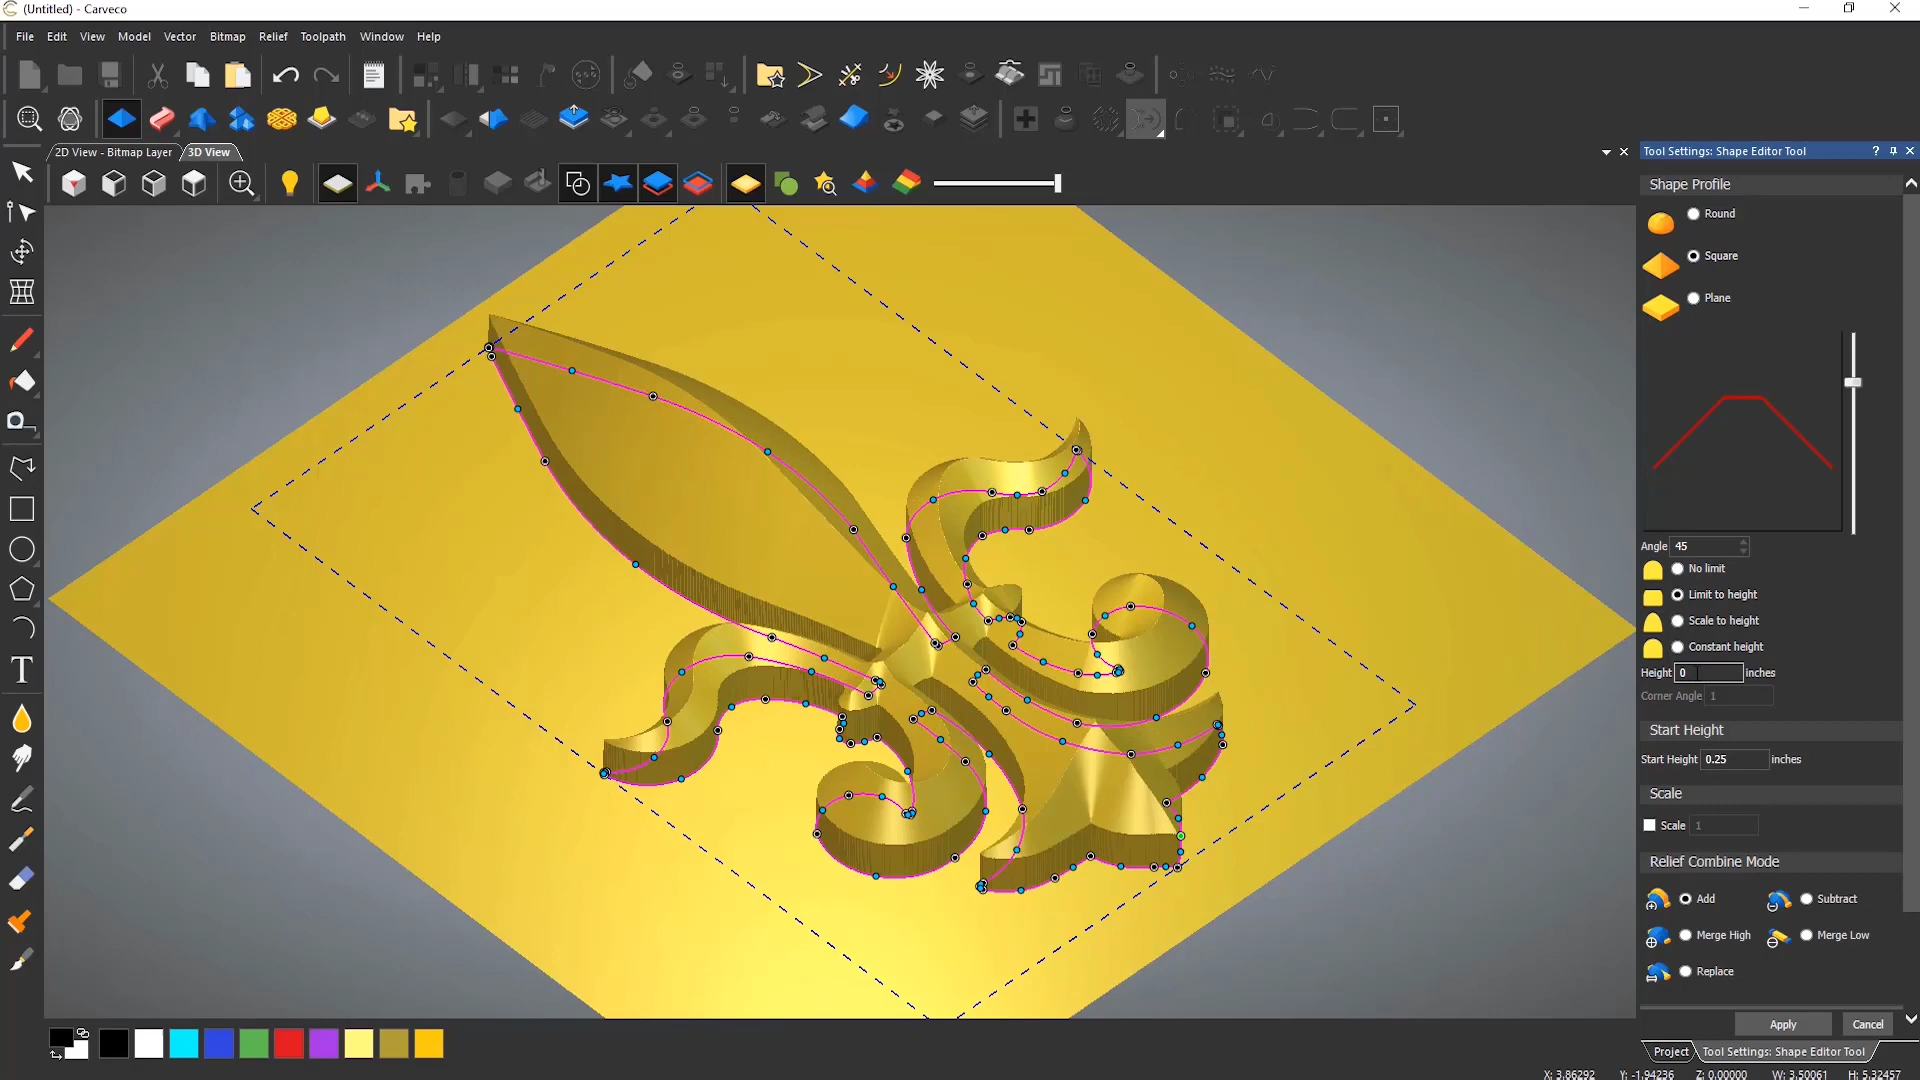 (Untitled) - Carveco
File Edit View Model Vector Bitmap Relief Toolpath Window Help
2D View - Bitmap Layer 3D View
Tool Settings: Shape Editor Tool
Shape Profile
Round
Square
Plane
Angle 45
No limit
Limit to height
Scale to height
Constant height
Height 0 inches
Corner Angle 1
Start Height
Start Height 0.25 inches
Scale
Scale 1
Relief Combine Mode
Add Subtract
Merge High Merge Low
Replace
Apply Cancel
Project Tool Settings: Shape Editor Tool
X: 3.86292 Y: -1.94236 Z: 0.00000 W: 3.50061 H: 5.32457